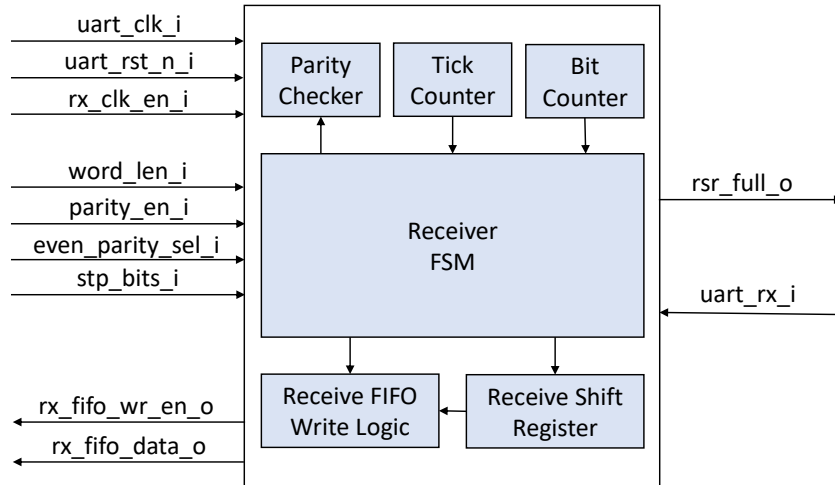 uart_clk_i
uart_rst_n_i
rx_clk_en_i
word_len_i
parity_en_i
even_parity_sel_i
stp_bits_i
rx_fifo_wr_en_o
rx_fifo_data_o
Parity
Checker
Tick
Counter
Bit
Counter
Receiver
FSM
Receive FIFO
Write Logic
Receive Shift
Register
rsr_full_o
uart_rx_i